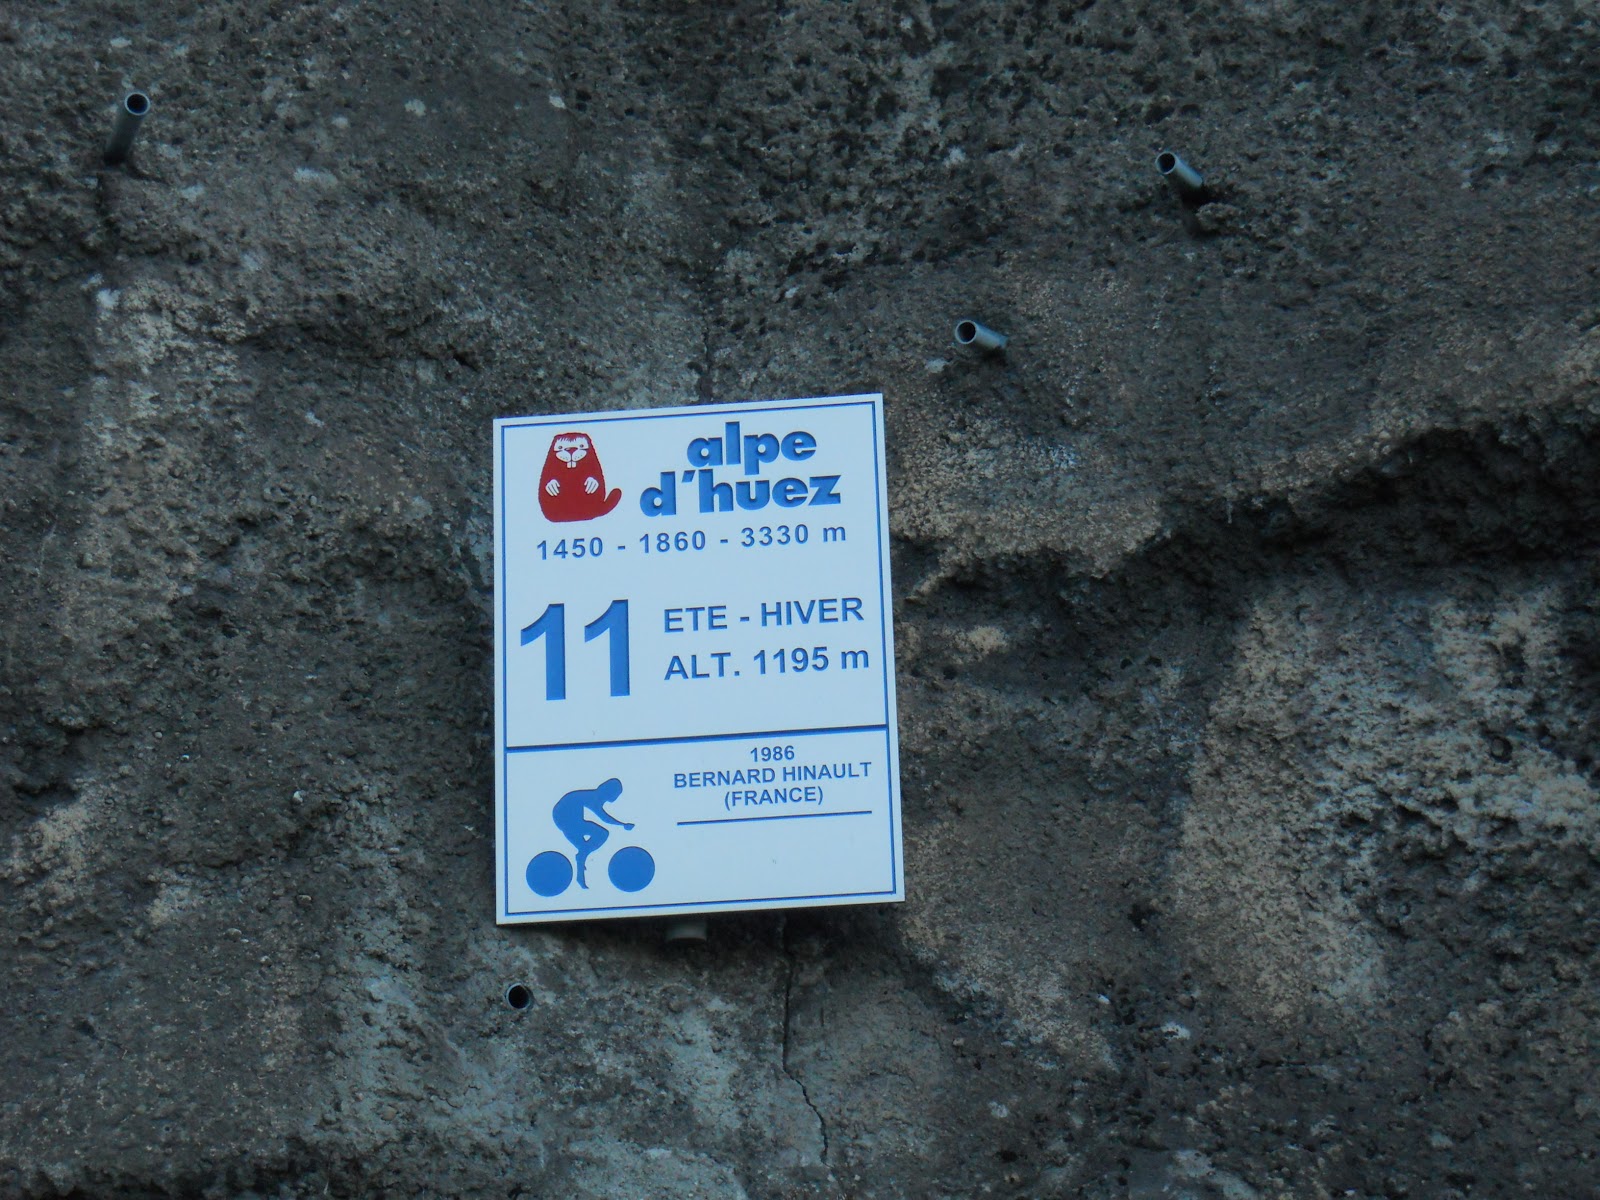 alpe
d'huez
1450 - 1860 - 3330 m
11
ETE - HIVER
ALT. 1195 m
1986
BERNARD HINAULT
(FRANCE)